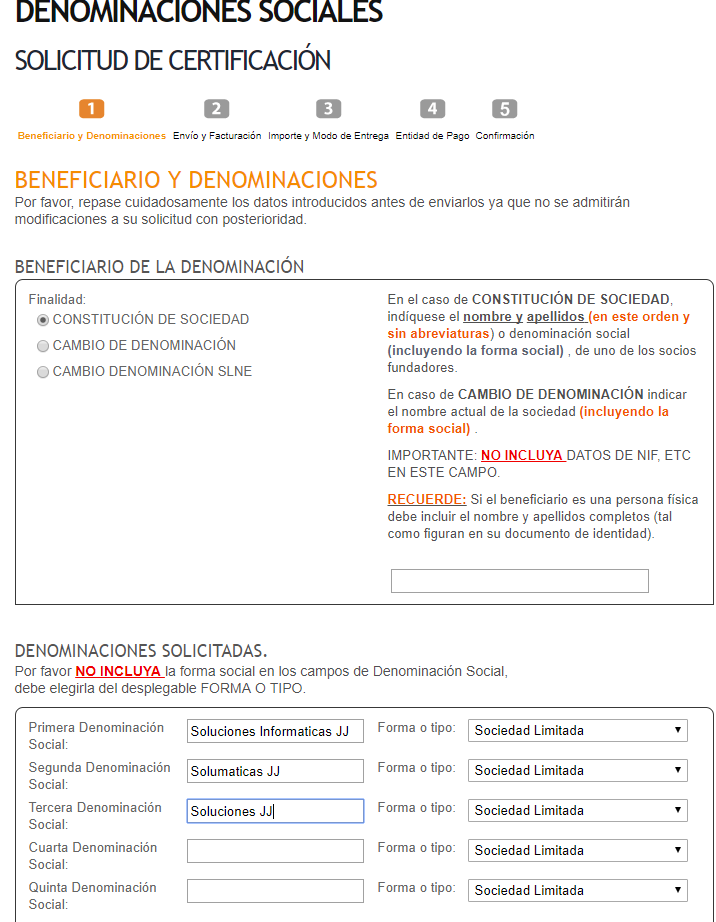 DENOMINACIONES SOCIALES
SOLICITUD DE CERTIFICACIÓN
1 2 3 4 5
Beneficiario y Denominaciones Envío y Facturación Importe y Modo de Entrega Entidad de Pago Confirmación
BENEFICIARIO Y DENOMINACIONES
Por favor, repase cuidadosamente los datos introducidos antes de enviarlos ya que no se admitirán
modificaciones a su solicitud con posterioridad.
BENEFICIARIO DE LA DENOMINACIÓN
Finalidad:
CONSTITUCIÓN DE SOCIEDAD
CAMBIO DE DENOMINACIÓN
CAMBIO DENOMINACIÓN SLNE
En el caso de CONSTITUCIÓN DE SOCIEDAD,
indíquese el nombre y apellidos (en este orden y
sin abreviaturas) o denominación social
(incluyendo la forma social) , de uno de los socios
fundadores.
En caso de CAMBIO DE DENOMINACIÓN indicar
el nombre actual de la sociedad (incluyendo la
forma social) .
IMPORTANTE: NO INCLUYA DATOS DE NIF, ETC
EN ESTE CAMPO.
RECUERDE: Si el beneficiario es una persona física
debe incluir el nombre y apellidos completos (tal
como figuran en su documento de identidad).
DENOMINACIONES SOLICITADAS.
Por favor NO INCLUYA la forma social en los campos de Denominación Social,
debe elegirla del desplegable FORMA O TIPO.
Primera Denominación Social: Soluciones Informaticas JJ Forma o tipo: Sociedad Limitada
Segunda Denominación Social: Solumaticas JJ Forma o tipo: Sociedad Limitada
Tercera Denominación Social: Soluciones JJ Forma o tipo: Sociedad Limitada
Cuarta Denominación Social: Forma o tipo: Sociedad Limitada
Quinta Denominación Social: Forma o tipo: Sociedad Limitada